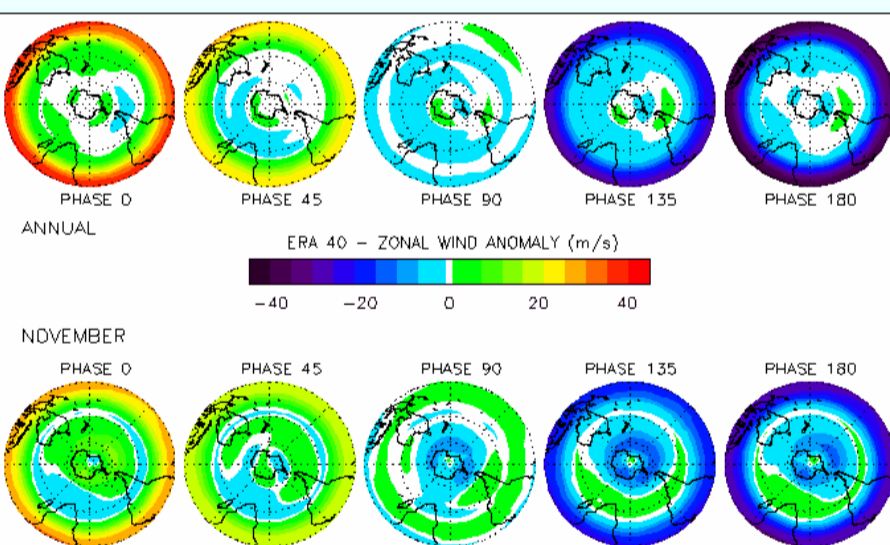 PHASE 0 PHASE 45 PHASE 90 PHASE 135 PHASE 180
ANNUAL
ERA 40 – ZONAL WIND ANOMALY (m/s)
−40 −20 0 20 40
NOVEMBER
PHASE 0 PHASE 45 PHASE 90 PHASE 135 PHASE 180